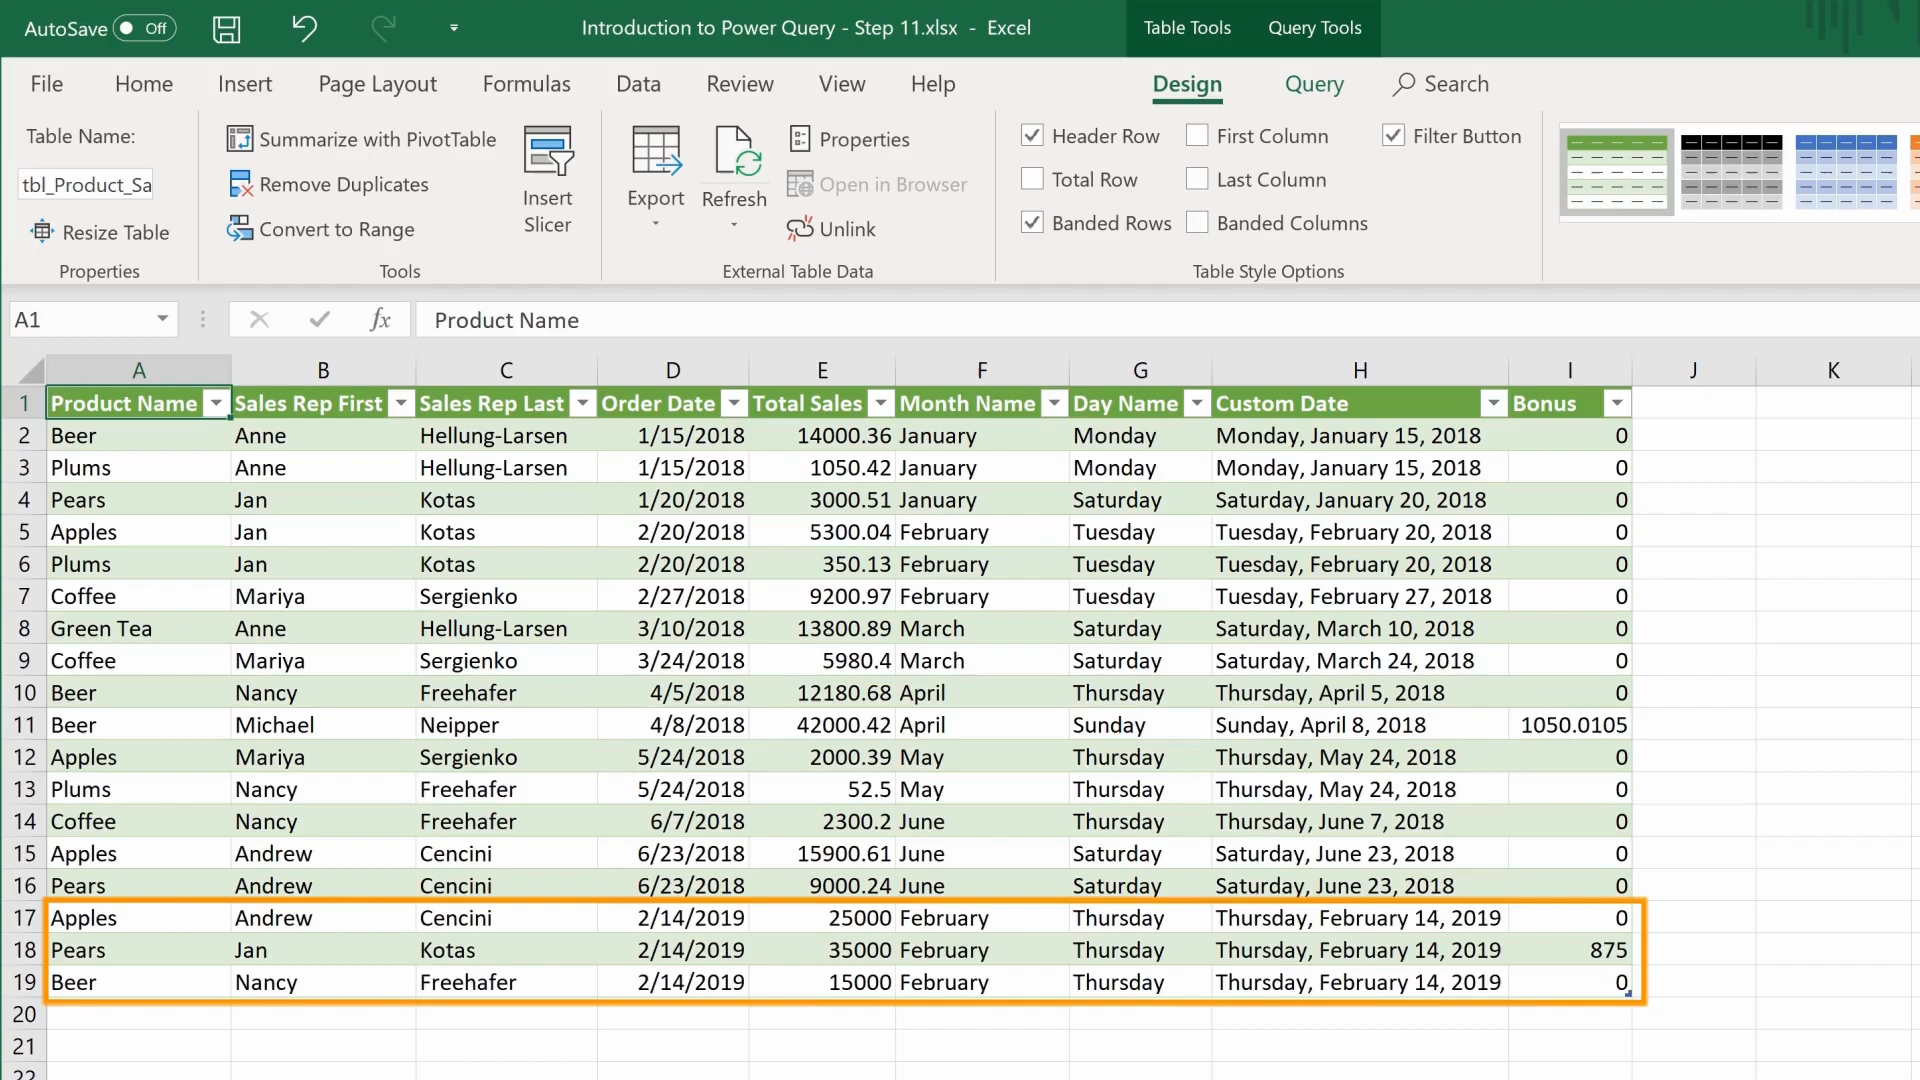 AutoSave Off Introduction to Power Query - Step 11.xlsx - Excel Table Tools Query Tools
File Home Insert Page Layout Formulas Data Review View Help Design Query Search
Table Name:
tbl_Product_Sa
Resize Table
Properties
Summarize with PivotTable
Remove Duplicates
Convert to Range
Tools
Insert
Slicer
Export
Refresh
Properties
Open in Browser
Unlink
External Table Data
Header Row First Column Filter Button
Total Row Last Column
Banded Rows Banded Columns
Table Style Options
A1 fx Product Name
A B C D E F G H I J K
1 Product Name Sales Rep First Sales Rep Last Order Date Total Sales Month Name Day Name Custom Date Bonus
2 Beer Anne Hellung-Larsen 1/15/2018 14000.36 January Monday Monday, January 15, 2018 0
3 Plums Anne Hellung-Larsen 1/15/2018 1050.42 January Monday Monday, January 15, 2018 0
4 Pears Jan Kotas 1/20/2018 3000.51 January Saturday Saturday, January 20, 2018 0
5 Apples Jan Kotas 2/20/2018 5300.04 February Tuesday Tuesday, February 20, 2018 0
6 Plums Jan Kotas 2/20/2018 350.13 February Tuesday Tuesday, February 20, 2018 0
7 Coffee Mariya Sergienko 2/27/2018 9200.97 February Tuesday Tuesday, February 27, 2018 0
8 Green Tea Anne Hellung-Larsen 3/10/2018 13800.89 March Saturday Saturday, March 10, 2018 0
9 Coffee Mariya Sergienko 3/24/2018 5980.4 March Saturday Saturday, March 24, 2018 0
10 Beer Nancy Freehafer 4/5/2018 12180.68 April Thursday Thursday, April 5, 2018 0
11 Beer Michael Neipper 4/8/2018 42000.42 April Sunday Sunday, April 8, 2018 1050.0105
12 Apples Mariya Sergienko 5/24/2018 2000.39 May Thursday Thursday, May 24, 2018 0
13 Plums Nancy Freehafer 5/24/2018 52.5 May Thursday Thursday, May 24, 2018 0
14 Coffee Nancy Freehafer 6/7/2018 2300.2 June Thursday Thursday, June 7, 2018 0
15 Apples Andrew Cencini 6/23/2018 15900.61 June Saturday Saturday, June 23, 2018 0
16 Pears Andrew Cencini 6/23/2018 9000.24 June Saturday Saturday, June 23, 2018 0
17 Apples Andrew Cencini 2/14/2019 25000 February Thursday Thursday, February 14, 2019 0
18 Pears Jan Kotas 2/14/2019 35000 February Thursday Thursday, February 14, 2019 875
19 Beer Nancy Freehafer 2/14/2019 15000 February Thursday Thursday, February 14, 2019 0
20
21
22